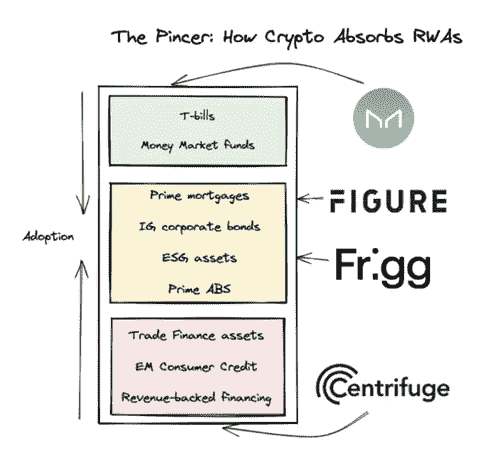 The Pincer: How Crypto Absorbs RWAs
T-bills
Money Market funds
Prime mortgages
IG corporate bonds
ESG assets
Prime ABS
Trade Finance assets
EM Consumer Credit
Revenue-backed financing
Adoption
FIGURE
Fr.gg
Centrifuge